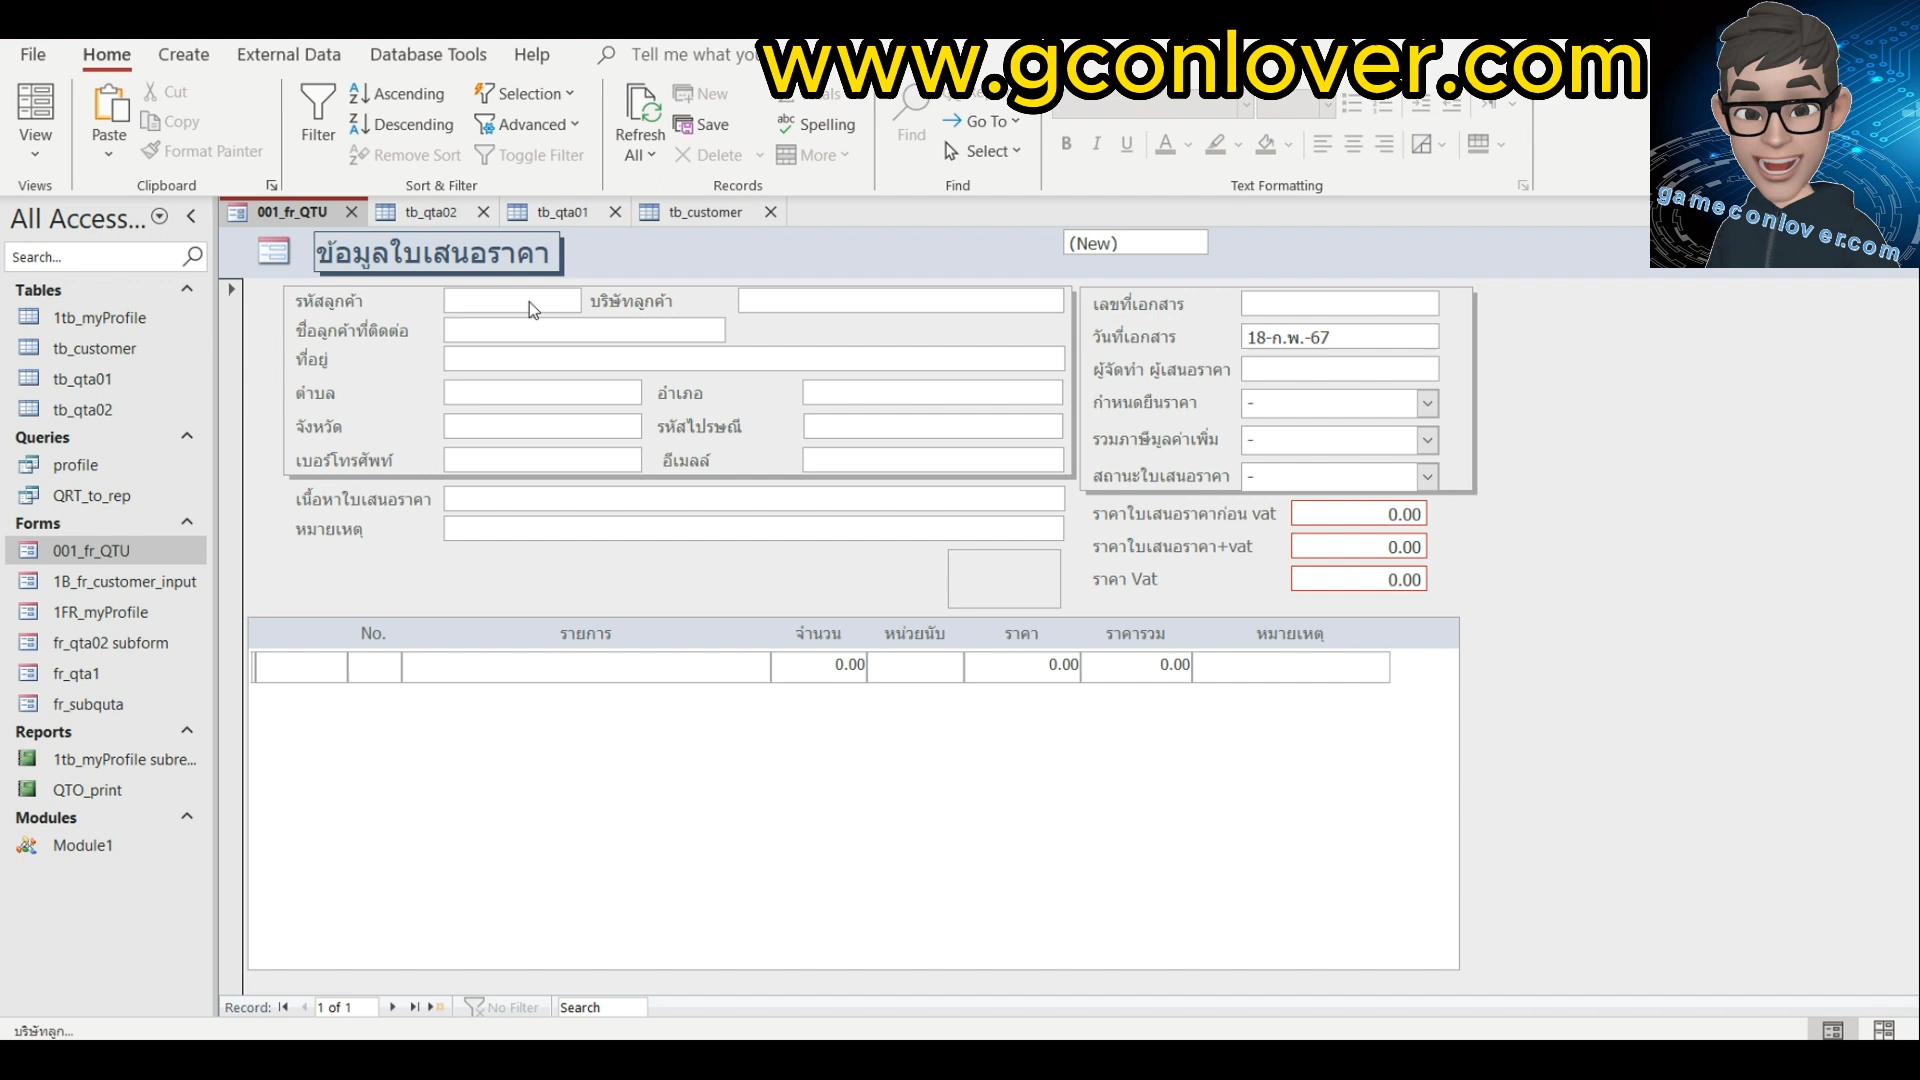 www.gconlover.com
gameconlover.com
File Home Create External Data Database Tools Help Tell me what
View
Views
Paste
Cut
Copy
Format Painter
Clipboard
Filter
Ascending
Descending
Remove Sort
Selection
Advanced
Toggle Filter
Sort & Filter
Refresh All
New
Save
Delete
Spelling
More
Records
Find
Go To
Select
Find
B I U A
Text Formatting
All Access...
Search...
Tables
1tb_myProfile
tb_customer
tb_qta01
tb_qta02
Queries
profile
QRT_to_rep
Forms
001_fr_QTU
1B_fr_customer_input
1FR_myProfile
fr_qta02 subform
fr_qta1
fr_subquta
Reports
1tb_myProfile subre...
QTO_print
Modules
Module1
001_fr_QTU tb_qta02 tb_qta01 tb_customer
ข้อมูลใบเสนอราคา (New)
รหัสลูกค้า บริษัทลูกค้า
ชื่อลูกค้าที่ติดต่อ
ที่อยู่
ตำบล อำเภอ
จังหวัด รหัสไปรษณี
เบอร์โทรศัพท์ อีเมลล์
เนื้อหาใบเสนอราคา
หมายเหตุ
เลขที่เอกสาร
วันที่เอกสาร 18-ก.พ.-67
ผู้จัดทำ ผู้เสนอราคา
กำหนดยืนราคา -
รวมภาษีมูลค่าเพิ่ม -
สถานะใบเสนอราคา -
ราคาใบเสนอราคาก่อน vat 0.00
ราคาใบเสนอราคา+vat 0.00
ราคา Vat 0.00
No. รายการ จำนวน หน่วยนับ ราคา ราคารวม หมายเหตุ
0.00 0.00 0.00
Record: 1 of 1 No Filter Search
บริษัทลูก...